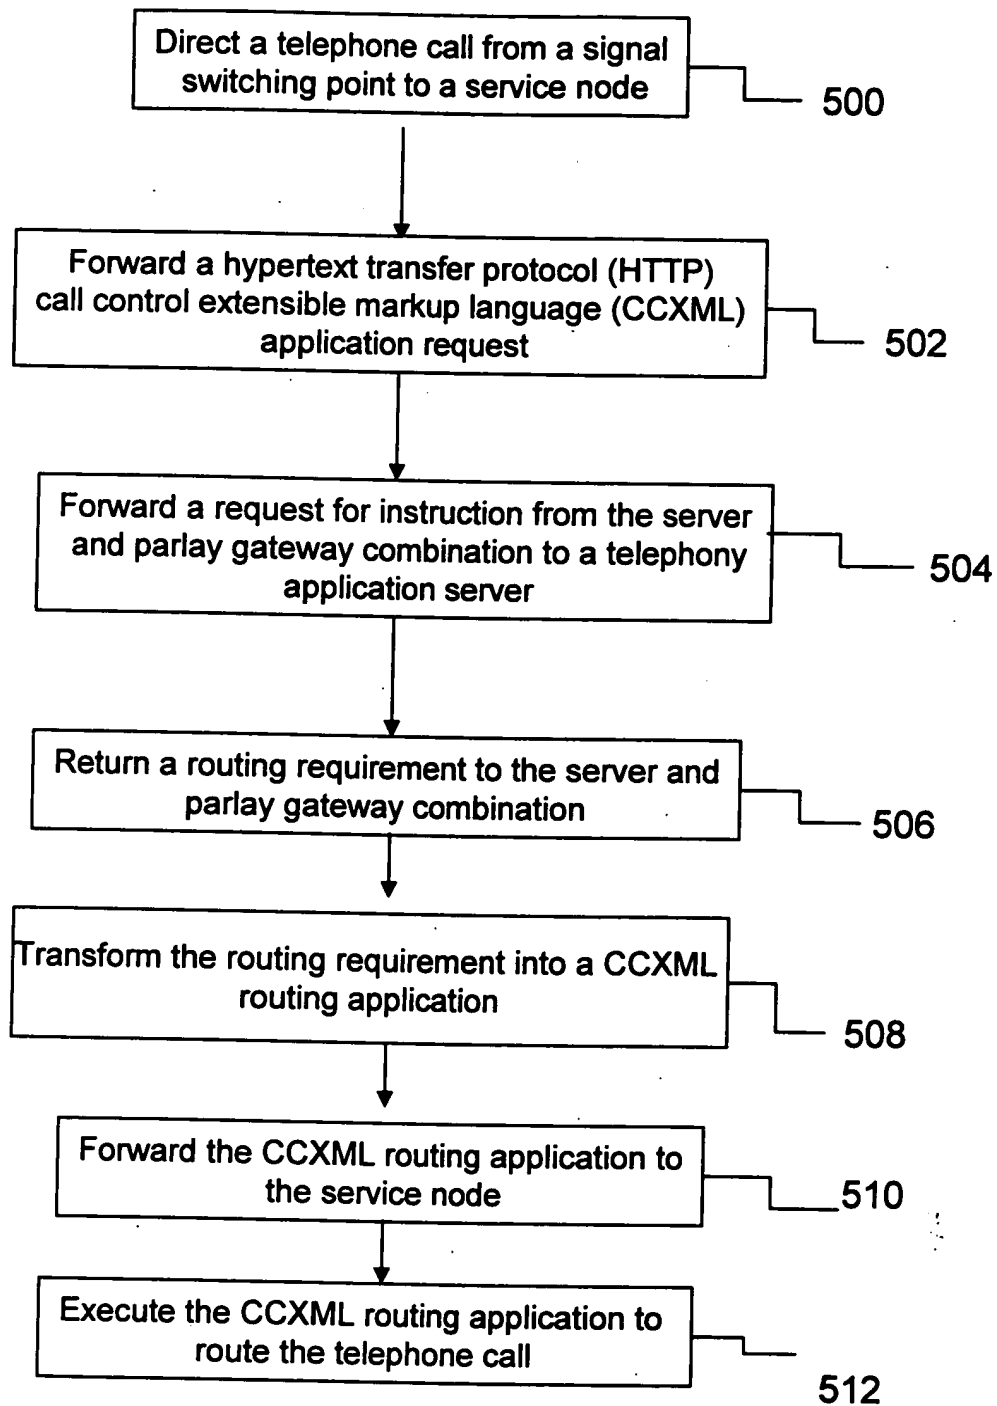 Direct a telephone call from a signal
switching point to a service node
500
Forward a hypertext transfer protocol (HTTP)
call control extensible markup language (CCXML)
application request
502
Forward a request for instruction from the server
and parlay gateway combination to a telephony
application server
504
Return a routing requirement to the server and
parlay gateway combination
506
Transform the routing requirement into a CCXML
routing application
508
Forward the CCXML routing application to
the service node
510
Execute the CCXML routing application to
route the telephone call
512